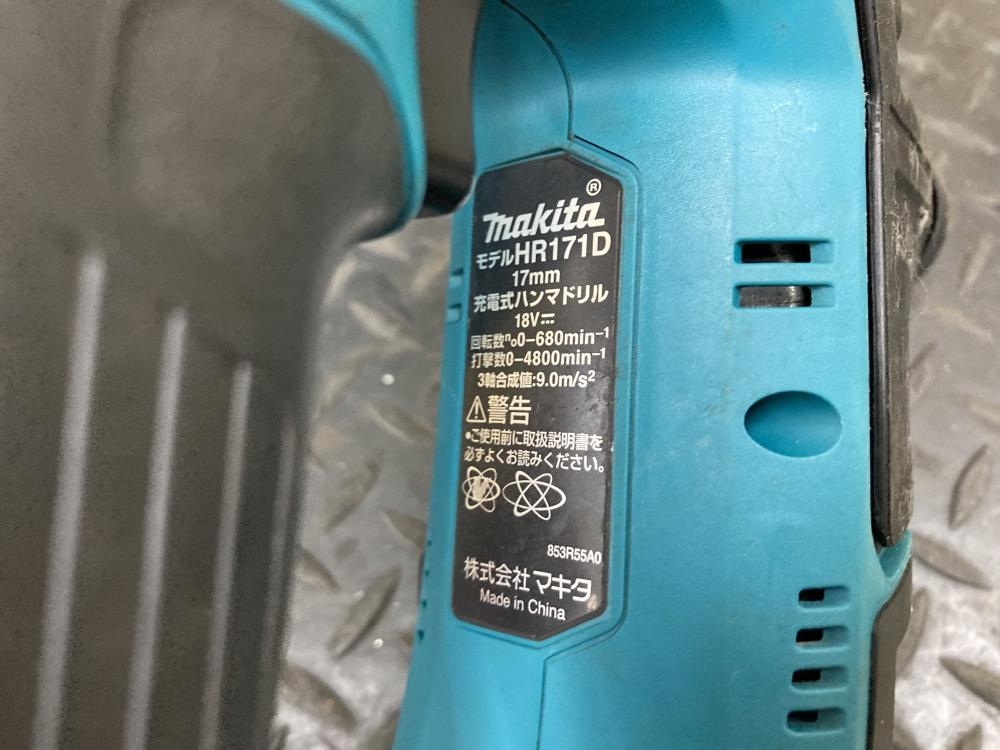 makita®
モデルHR171D
17mm
充電式ハンマドリル
18V⎓
回転数n₀0−680min⁻¹
打撃数0−4800min⁻¹
3軸合成値:9.0m/s²
⚠警告
•ご使用前に取扱説明書を
必ずよくお読みください。
853R55A0
株式会社マキタ
Made in China